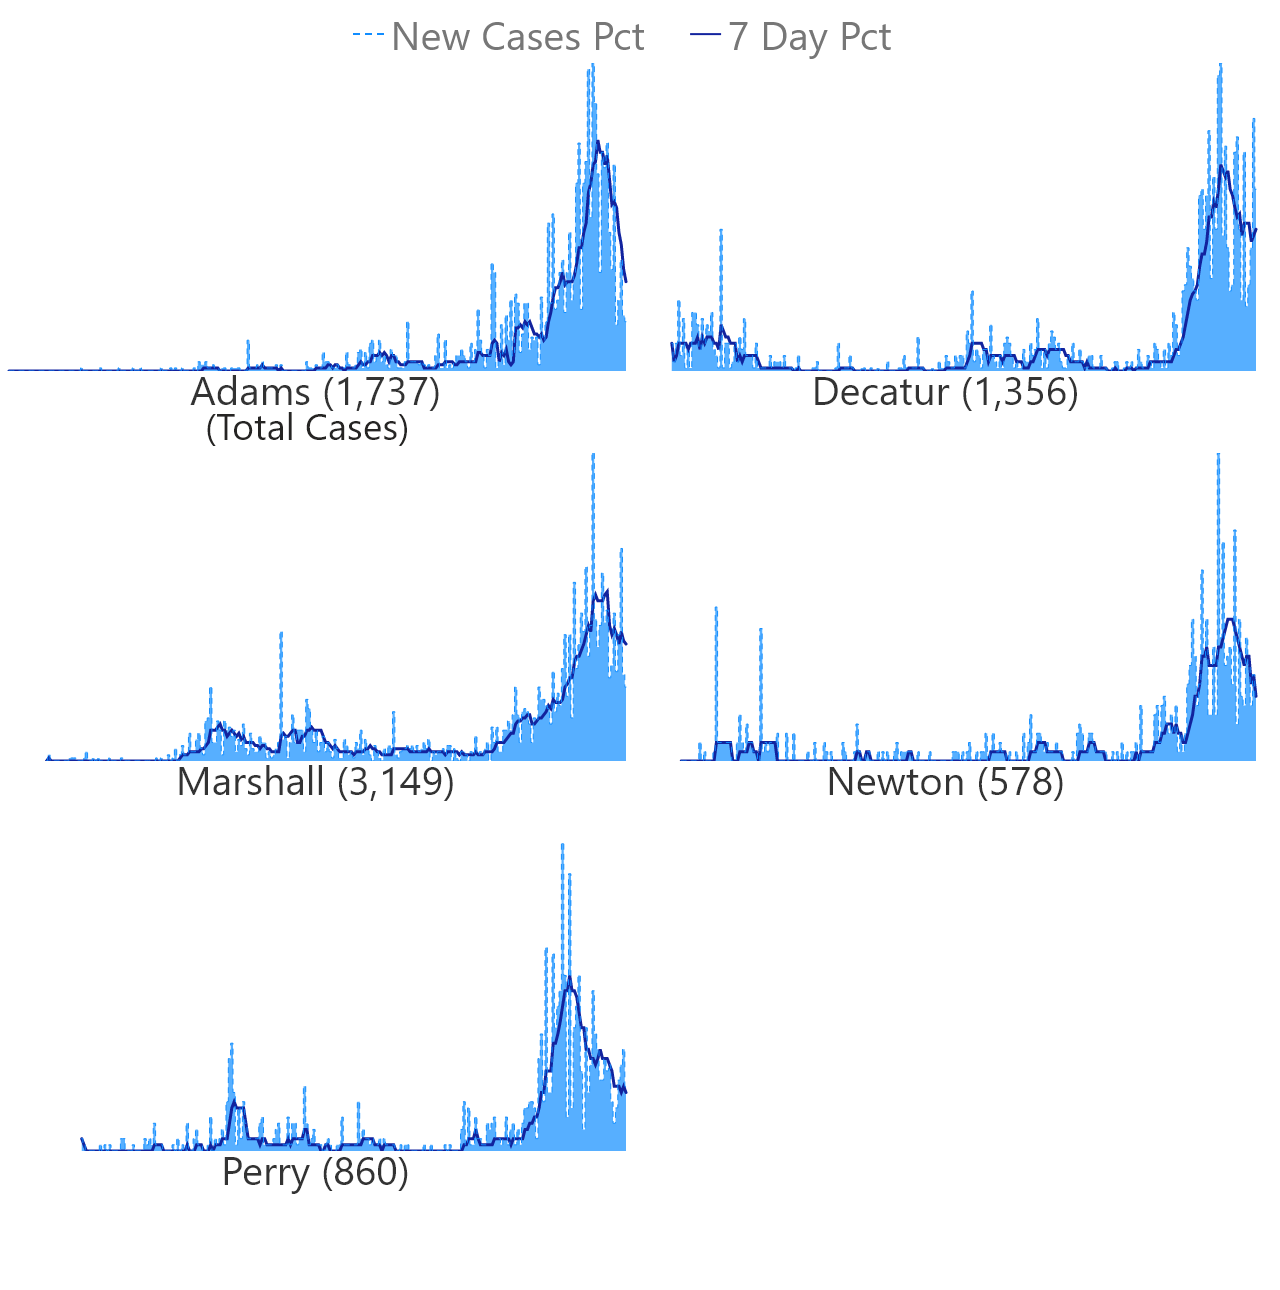 New Cases Pct 7 Day Pct
Adams (1,737) Decatur (1,356)
(Total Cases)
Marshall (3,149) Newton (578)
Perry (860)